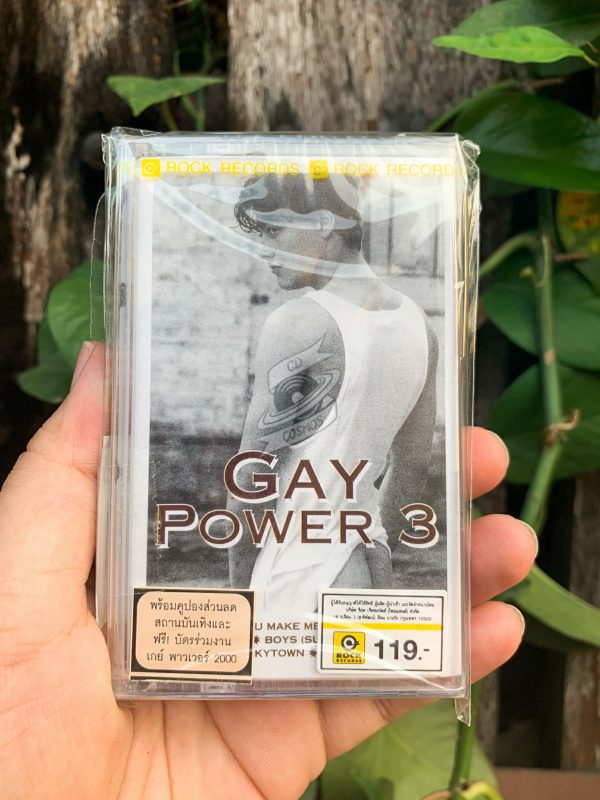 ROCK RECORDS ROCK RECORD
CD
COSMOS
GAY
POWER 3
พร้อมคูปองส่วนลด
สถานบันเทิงและ
ฟรี! บัตรร่วมงาน
เกย์ พาวเวอร์ 2000
U MAKE ME
* BOYS (SU
KYTOWN *
ROCK
RECORDS
119.-